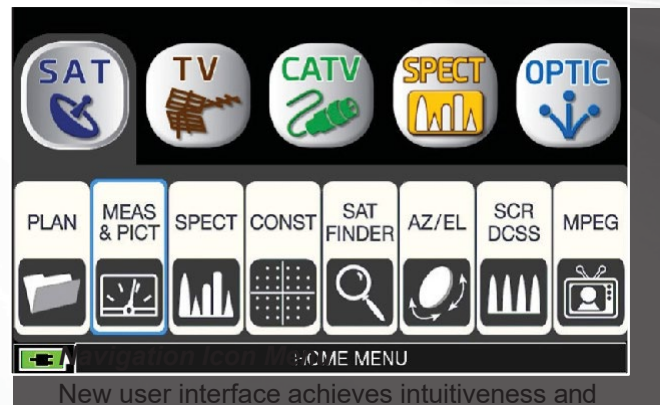 SAT TV CATV SPECT OPTIC
PLAN MEAS & PICT SPECT CONST SAT FINDER AZ/EL SCR DCSS MPEG
Navigation Icon HOME MENU
New user interface achieves intuitiveness and